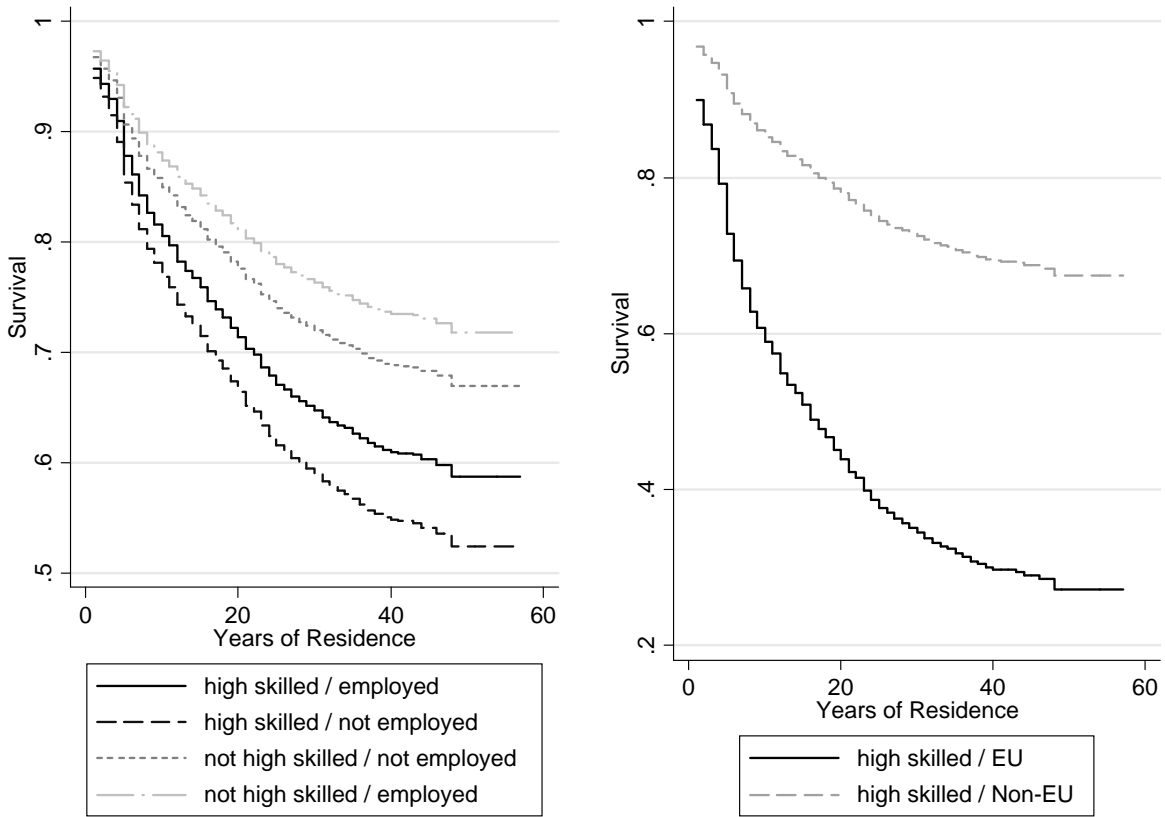 1
.9
.8
.7
.6
.5
Survival
0 20 40 60
Years of Residence
high skilled / employed
high skilled / not employed
not high skilled / not employed
not high skilled / employed
1
.8
.6
.4
.2
Survival
0 20 40 60
Years of Residence
high skilled / EU
high skilled / Non-EU